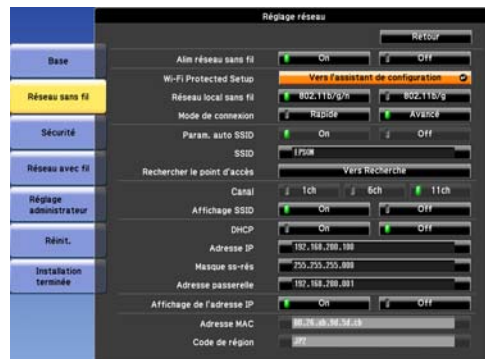 Réglage réseau
Retour
Base
Réseau sans fil
Sécurité
Réseau avec fil
Réglage administrateur
Réinit.
Installation terminée
Alim réseau sans fil On Off
Wi-Fi Protected Setup Vers l'assistant de configuration
Réseau local sans fil 802.11b/g/n 802.11b/g
Mode de connexion Rapide Avancé
Param. auto SSID On Off
SSID EPSON
Rechercher le point d'accès Vers Recherche
Canal 1ch 6ch 11ch
Affichage SSID On Off
DHCP On Off
Adresse IP 192.168.200.100
Masque ss-rés 255.255.255.000
Adresse passerelle 192.168.200.001
Affichage de l'adresse IP On Off
Adresse MAC
Code de région JP2